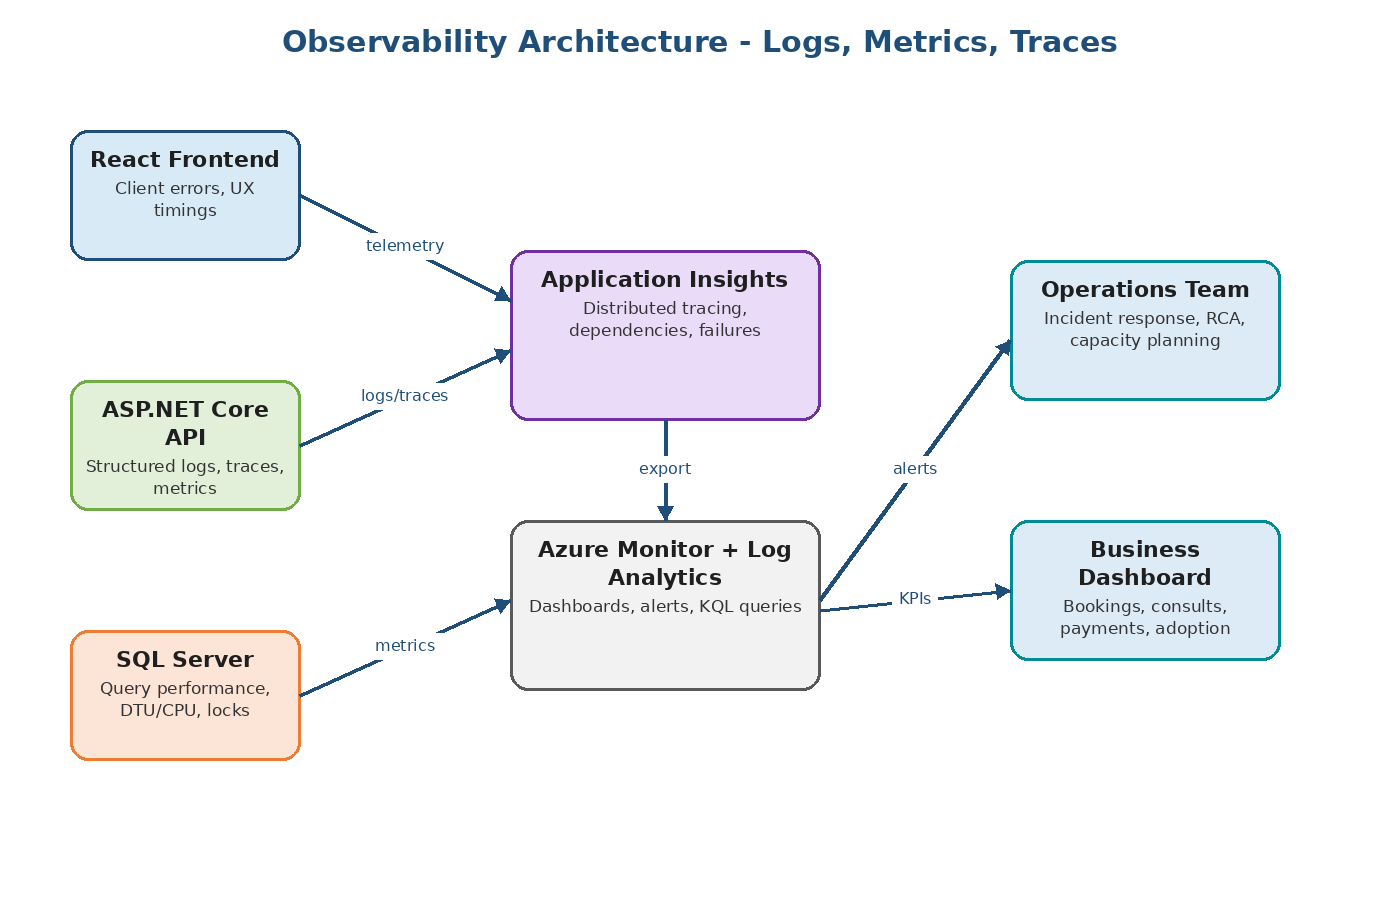 Observability Architecture - Logs, Metrics, Traces
React Frontend
Client errors, UX
timings
telemetry
Application Insights
Distributed tracing,
dependencies, failures
Operations Team
Incident response, RCA,
capacity planning
ASP.NET Core
API
Structured logs, traces,
metrics
logs/traces
export
alerts
Azure Monitor + Log
Analytics
Dashboards, alerts, KQL queries
KPIs
Business
Dashboard
Bookings, consults,
payments, adoption
SQL Server
Query performance,
DTU/CPU, locks
metrics